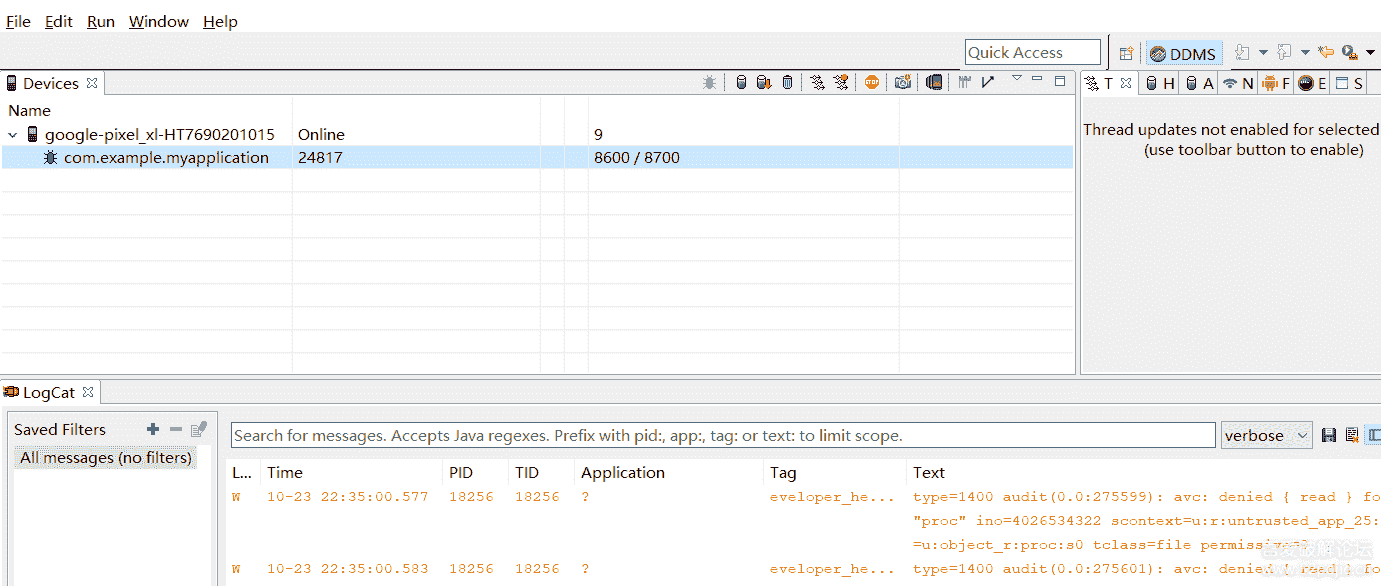 File Edit Run Window Help
Quick Access DDMS
Devices T H A N F E S
Name
google-pixel_xl-HT7690201015 Online 9
com.example.myapplication 24817 8600 / 8700
Thread updates not enabled for selected
(use toolbar button to enable)
LogCat
Saved Filters
All messages (no filters)
Search for messages. Accepts Java regexes. Prefix with pid:, app:, tag: or text: to limit scope. verbose
L... Time PID TID Application Tag Text
W 10-23 22:35:00.577 18256 18256 ? eveloper_he... type=1400 audit(0.0:275599): avc: denied { read } fo
"proc" ino=4026534322 scontext=u:r:untrusted_app_25:
=u:object_r:proc:s0 tclass=file
W 10-23 22:35:00.583 18256 18256 ? eveloper_he... type=1400 audit(0.0:275601): avc: denied { read } fo